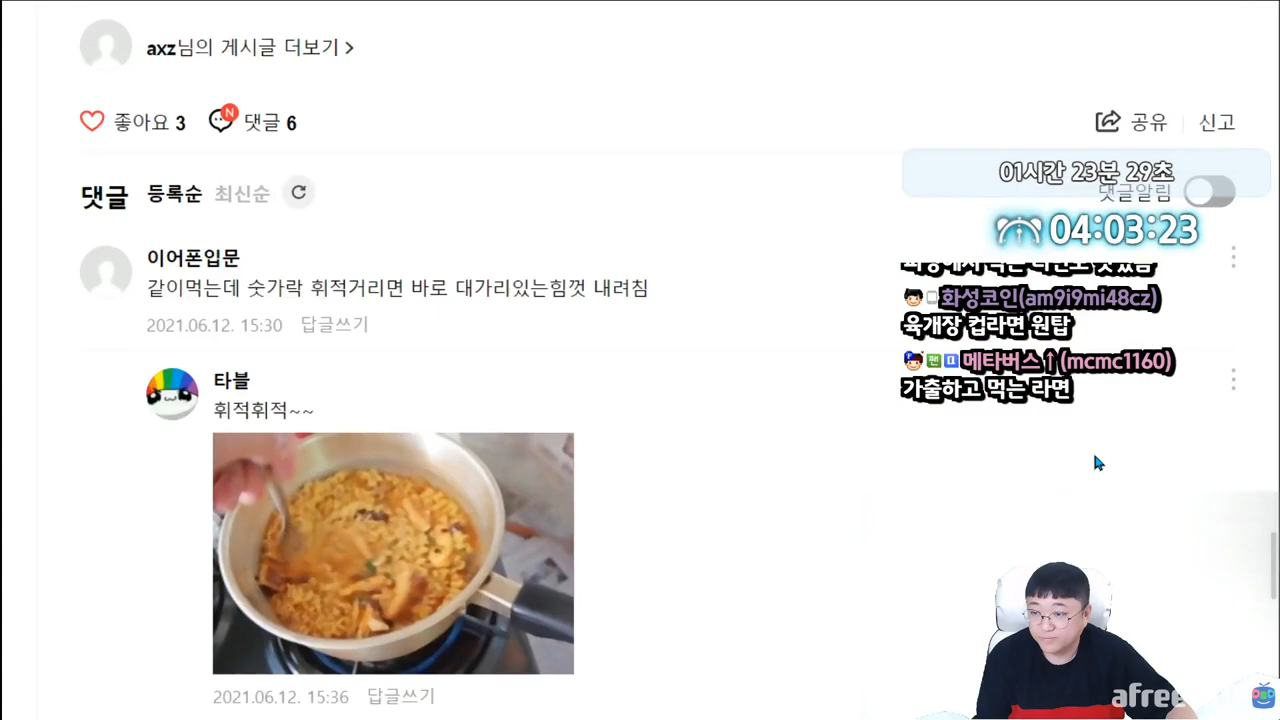 axz님의 게시글 더보기 >
좋아요 3 댓글 6
N
공유 신고
01시간 23분 29초
댓글 등록순 최신순
댓글알림
04:03:23
이어폰입문
같이먹는데 숫가락 휘적거리면 바로 대가리있는힘껏 내려침
2021.06.12. 15:30 답글쓰기
화성코인(am9i9mi48cz)
육개장 컵라면 원탑
팬
메타버스↑(mcmc1160)
가출하고 먹는 라면
타블
휘적휘적~~
2021.06.12. 15:36 답글쓰기
afree